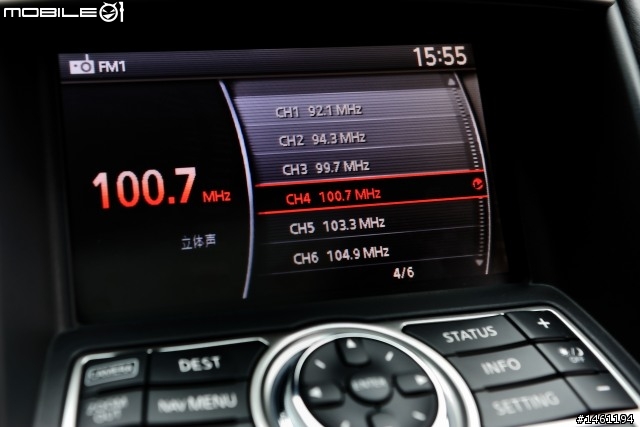 MOBILE01
FM1
15:55
100.7 MHz
立体声
CH1 92.1 MHz
CH2 94.3 MHz
CH3 99.7 MHz
CH4 100.7 MHz
CH5 103.3 MHz
CH6 104.9 MHz
4/6
DEST
NAV MENU
ENTER
STATUS
+
INFO
SETTING
-
#1461194